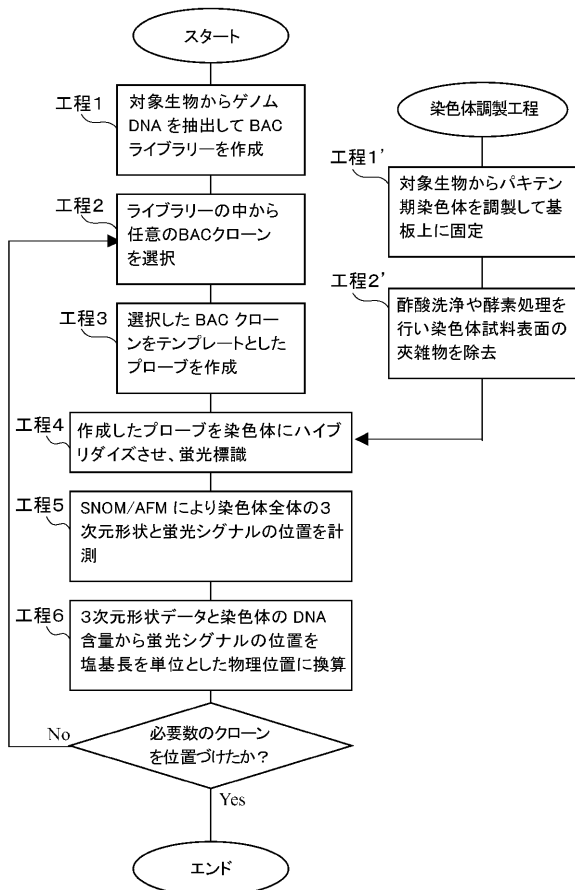 スタート
工程1
対象生物からゲノム
DNA を抽出して BAC
ライブラリーを作成
工程2
ライブラリーの中から
任意のBACクローン
を選択
工程3
選択した BAC クロー
ンをテンプレートとした
プローブを作成
染色体調製工程
工程1’
対象生物からパキテン
期染色体を調製して基
板上に固定
工程2’
酢酸洗浄や酵素処理を
行い染色体試料表面の
夾雑物を除去
工程4
作成したプローブを染色体にハイブ
リダイズさせ、蛍光標識
工程5
SNOM/AFM により染色体全体の３
次元形状と蛍光シグナルの位置を計
測
工程6
３次元形状データと染色体の DNA
含量から蛍光シグナルの位置を
塩基長を単位とした物理位置に換算
必要数のクローン
を位置づけたか？
No
Yes
エンド